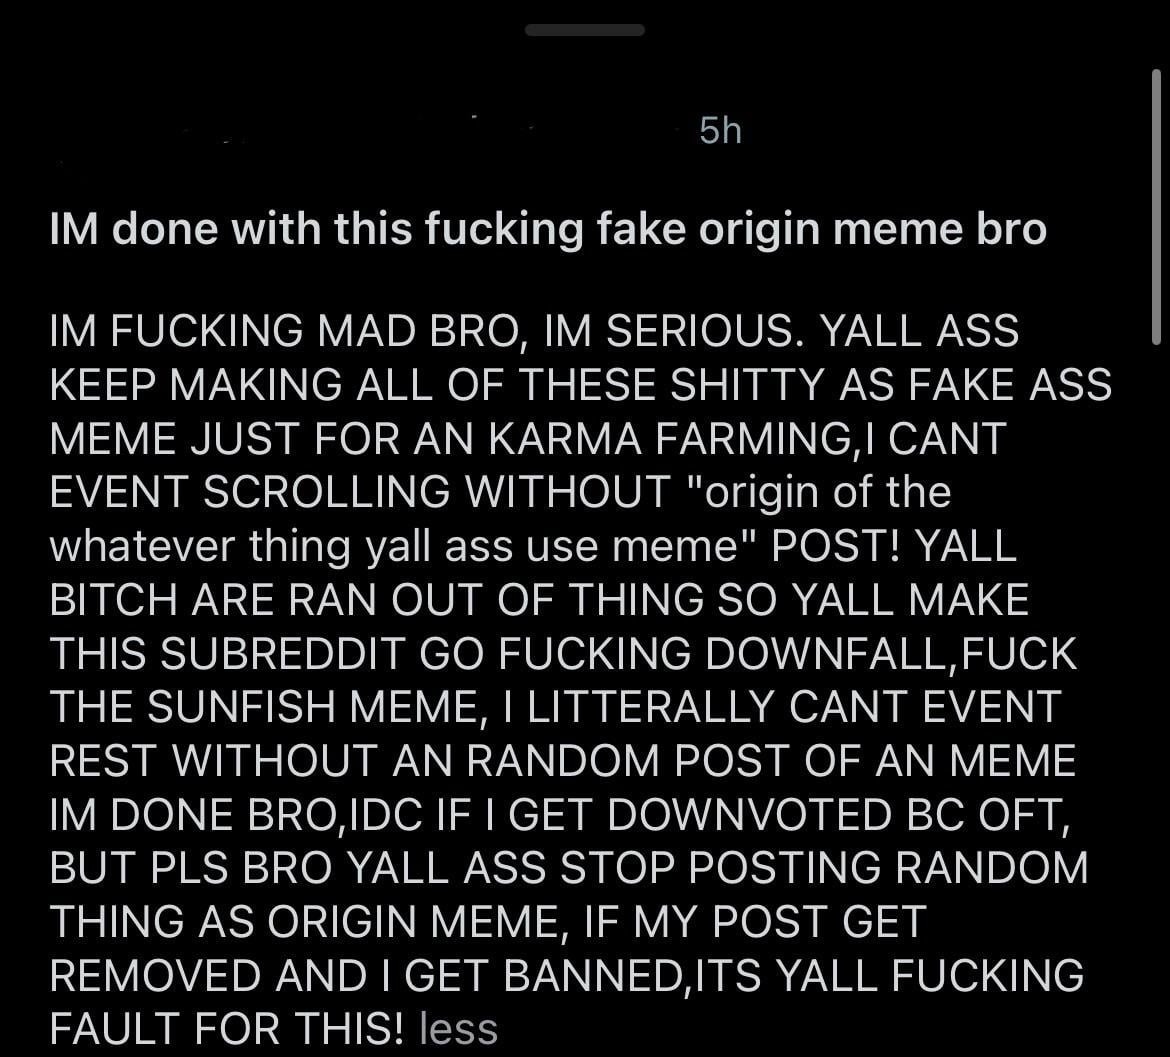 5h
IM done with this fucking fake origin meme bro
IM FUCKING MAD BRO, IM SERIOUS. YALL ASS
KEEP MAKING ALL OF THESE SHITTY AS FAKE ASS
MEME JUST FOR AN KARMA FARMING,I CANT
EVENT SCROLLING WITHOUT "origin of the
whatever thing yall ass use meme" POST! YALL
BITCH ARE RAN OUT OF THING SO YALL MAKE
THIS SUBREDDIT GO FUCKING DOWNFALL,FUCK
THE SUNFISH MEME, I LITTERALLY CANT EVENT
REST WITHOUT AN RANDOM POST OF AN MEME
IM DONE BRO,IDC IF I GET DOWNVOTED BC OFT,
BUT PLS BRO YALL ASS STOP POSTING RANDOM
THING AS ORIGIN MEME, IF MY POST GET
REMOVED AND I GET BANNED,ITS YALL FUCKING
FAULT FOR THIS! less